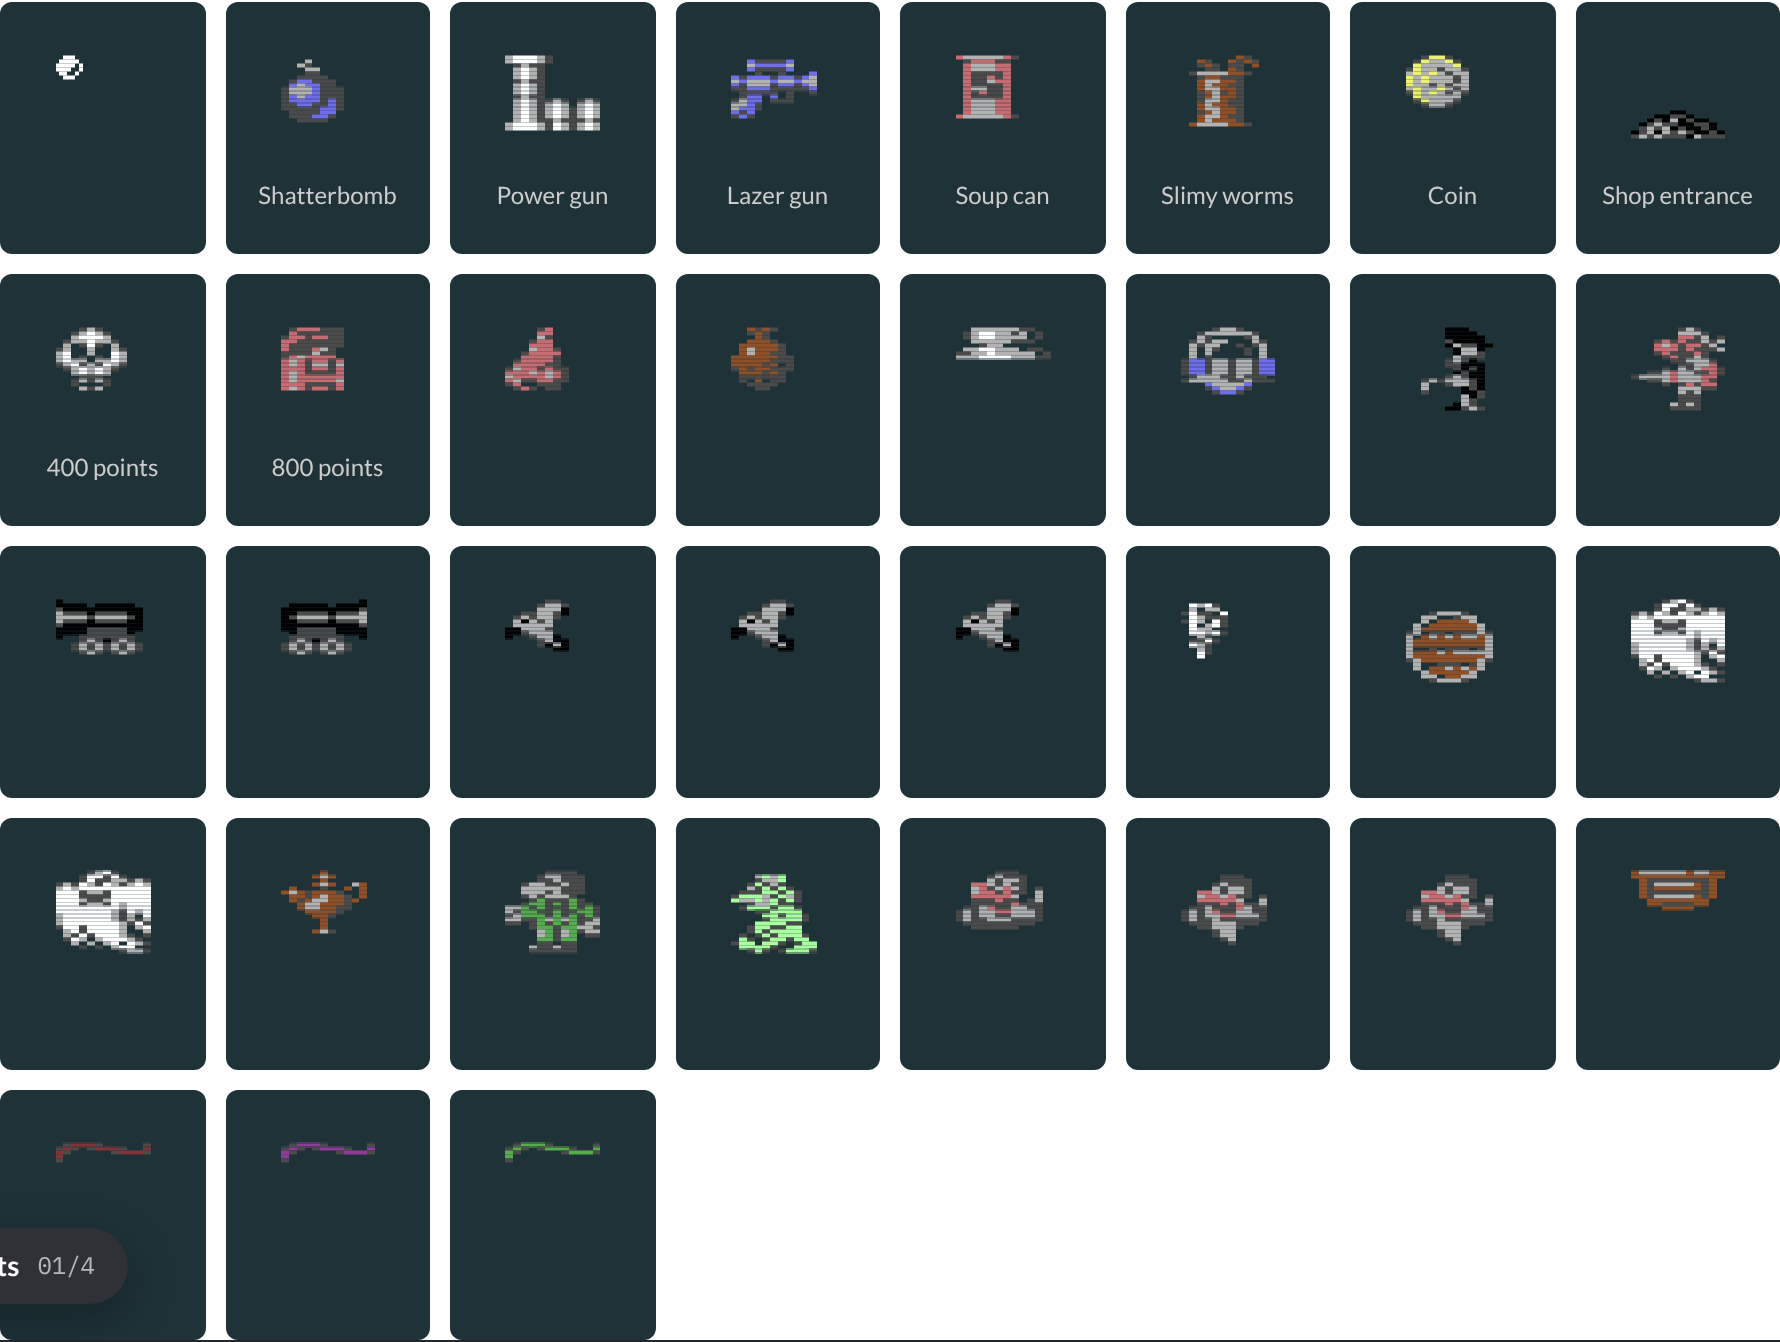 Shatterbomb
Power gun
Lazer gun
Soup can
Slimy worms
Coin
Shop entrance
400 points
800 points
ts 01/4